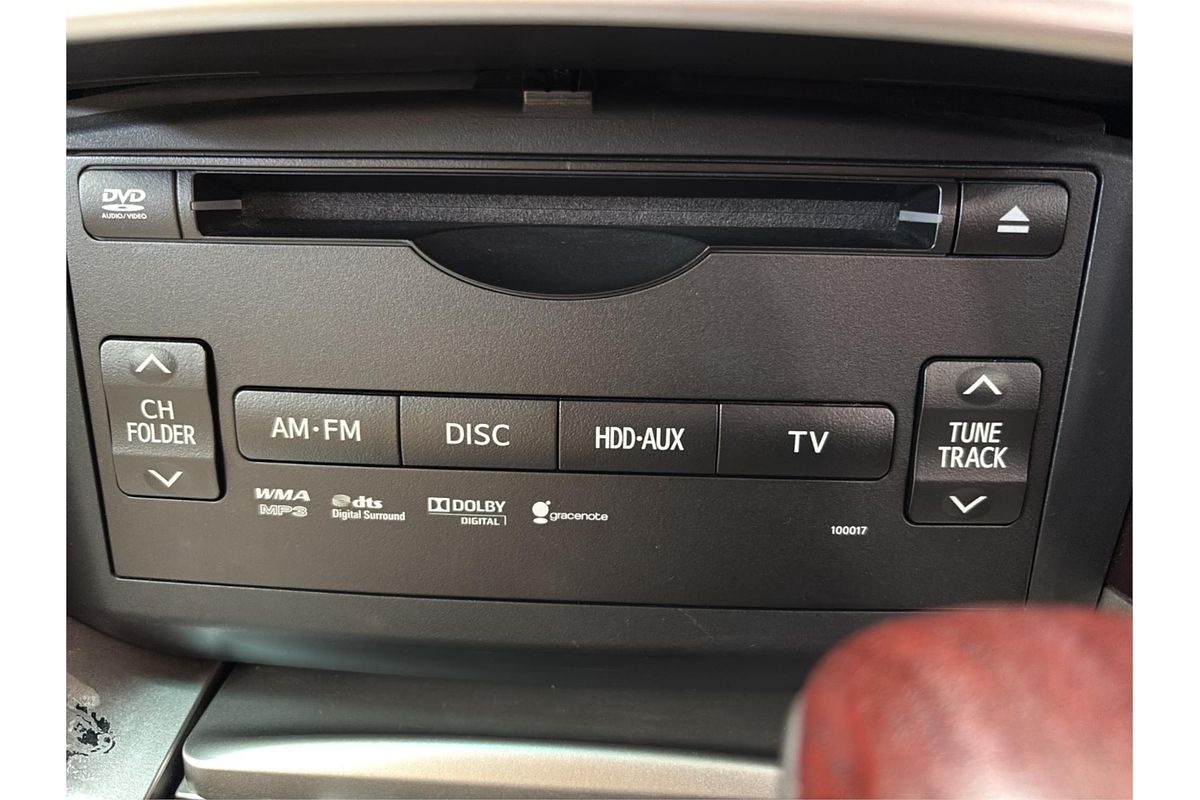 DVD
AUDIO/VIDEO
CH
FOLDER
AM·FM
DISC
HDD·AUX
TV
TUNE
TRACK
WMA
MP3
dts
Digital Surround
DOLBY
DIGITAL
gracenote
100017